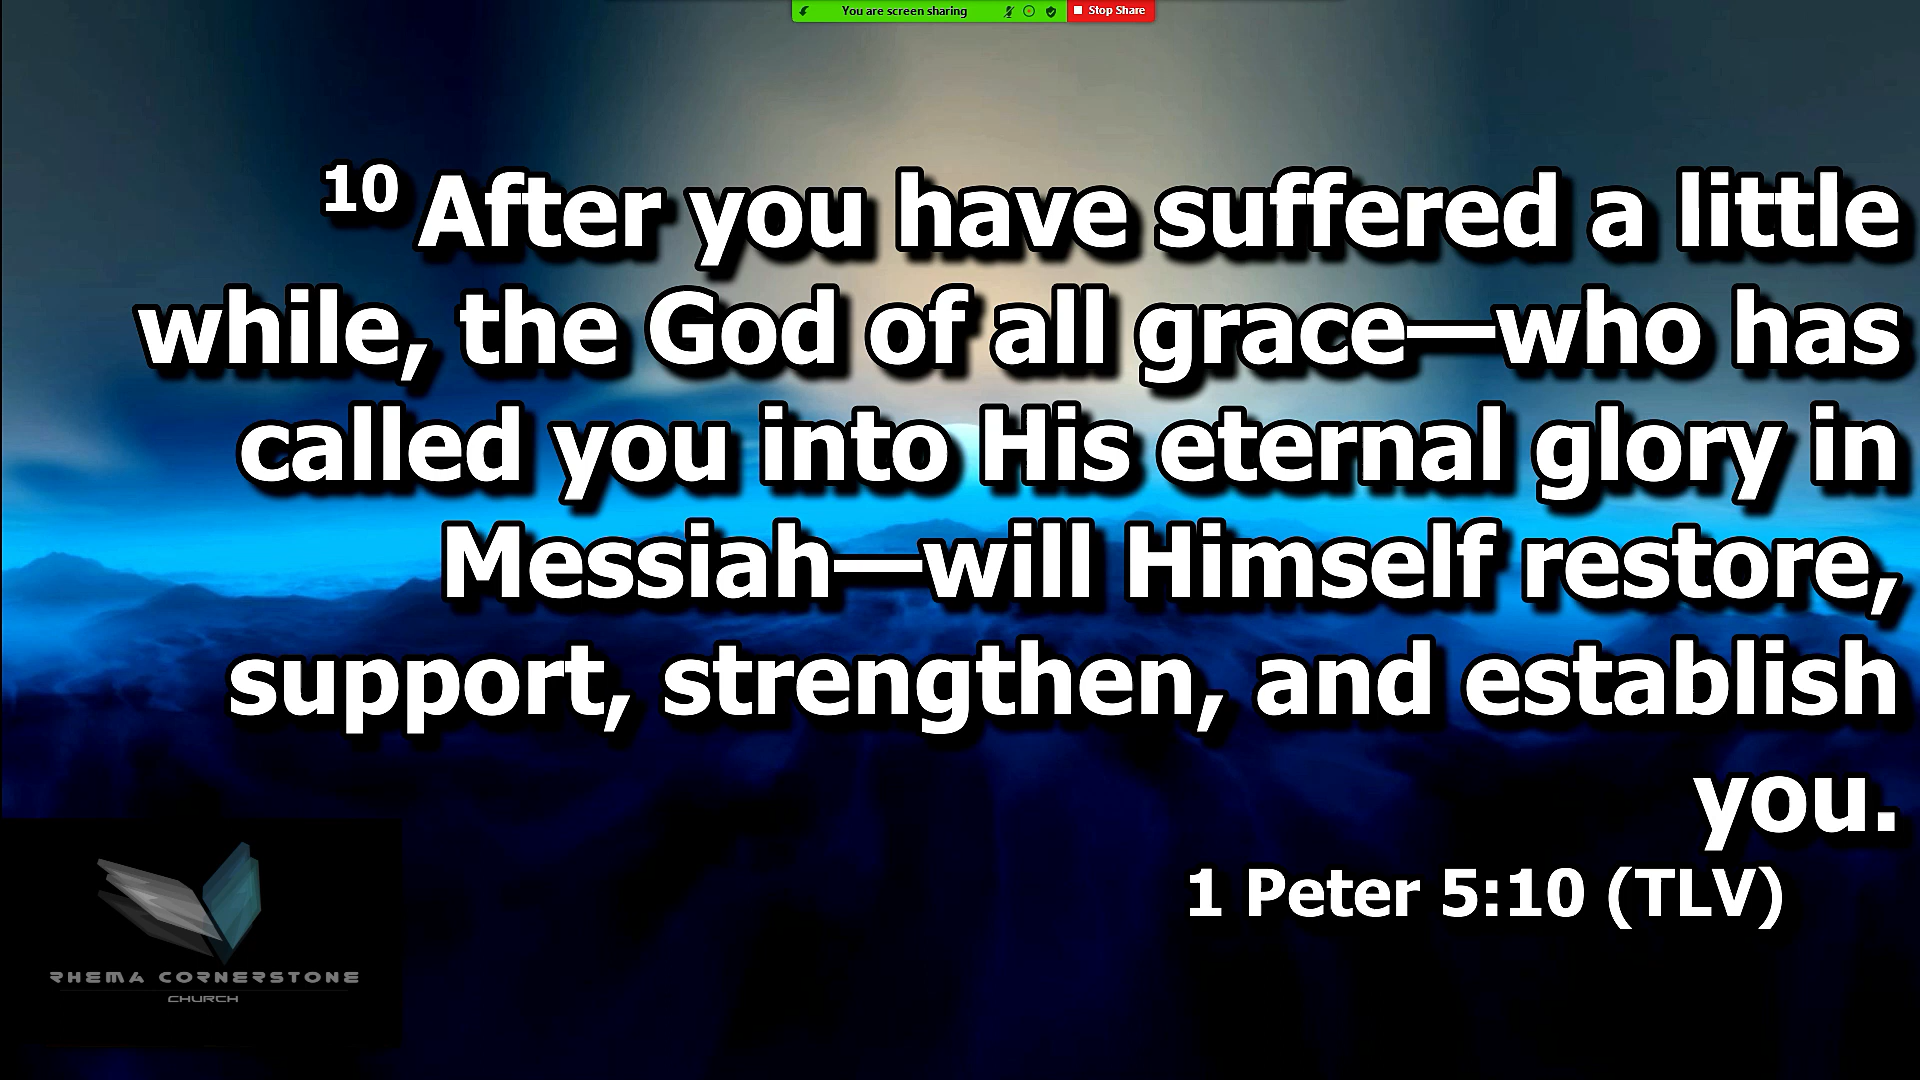 You are screen sharing
Stop Share
10 After you have suffered a little
while, the God of all grace—who has
called you into His eternal glory in
Messiah—will Himself restore,
support, strengthen, and establish
you.
1 Peter 5:10 (TLV)
RHEMA CORNERSTONE
CHURCH